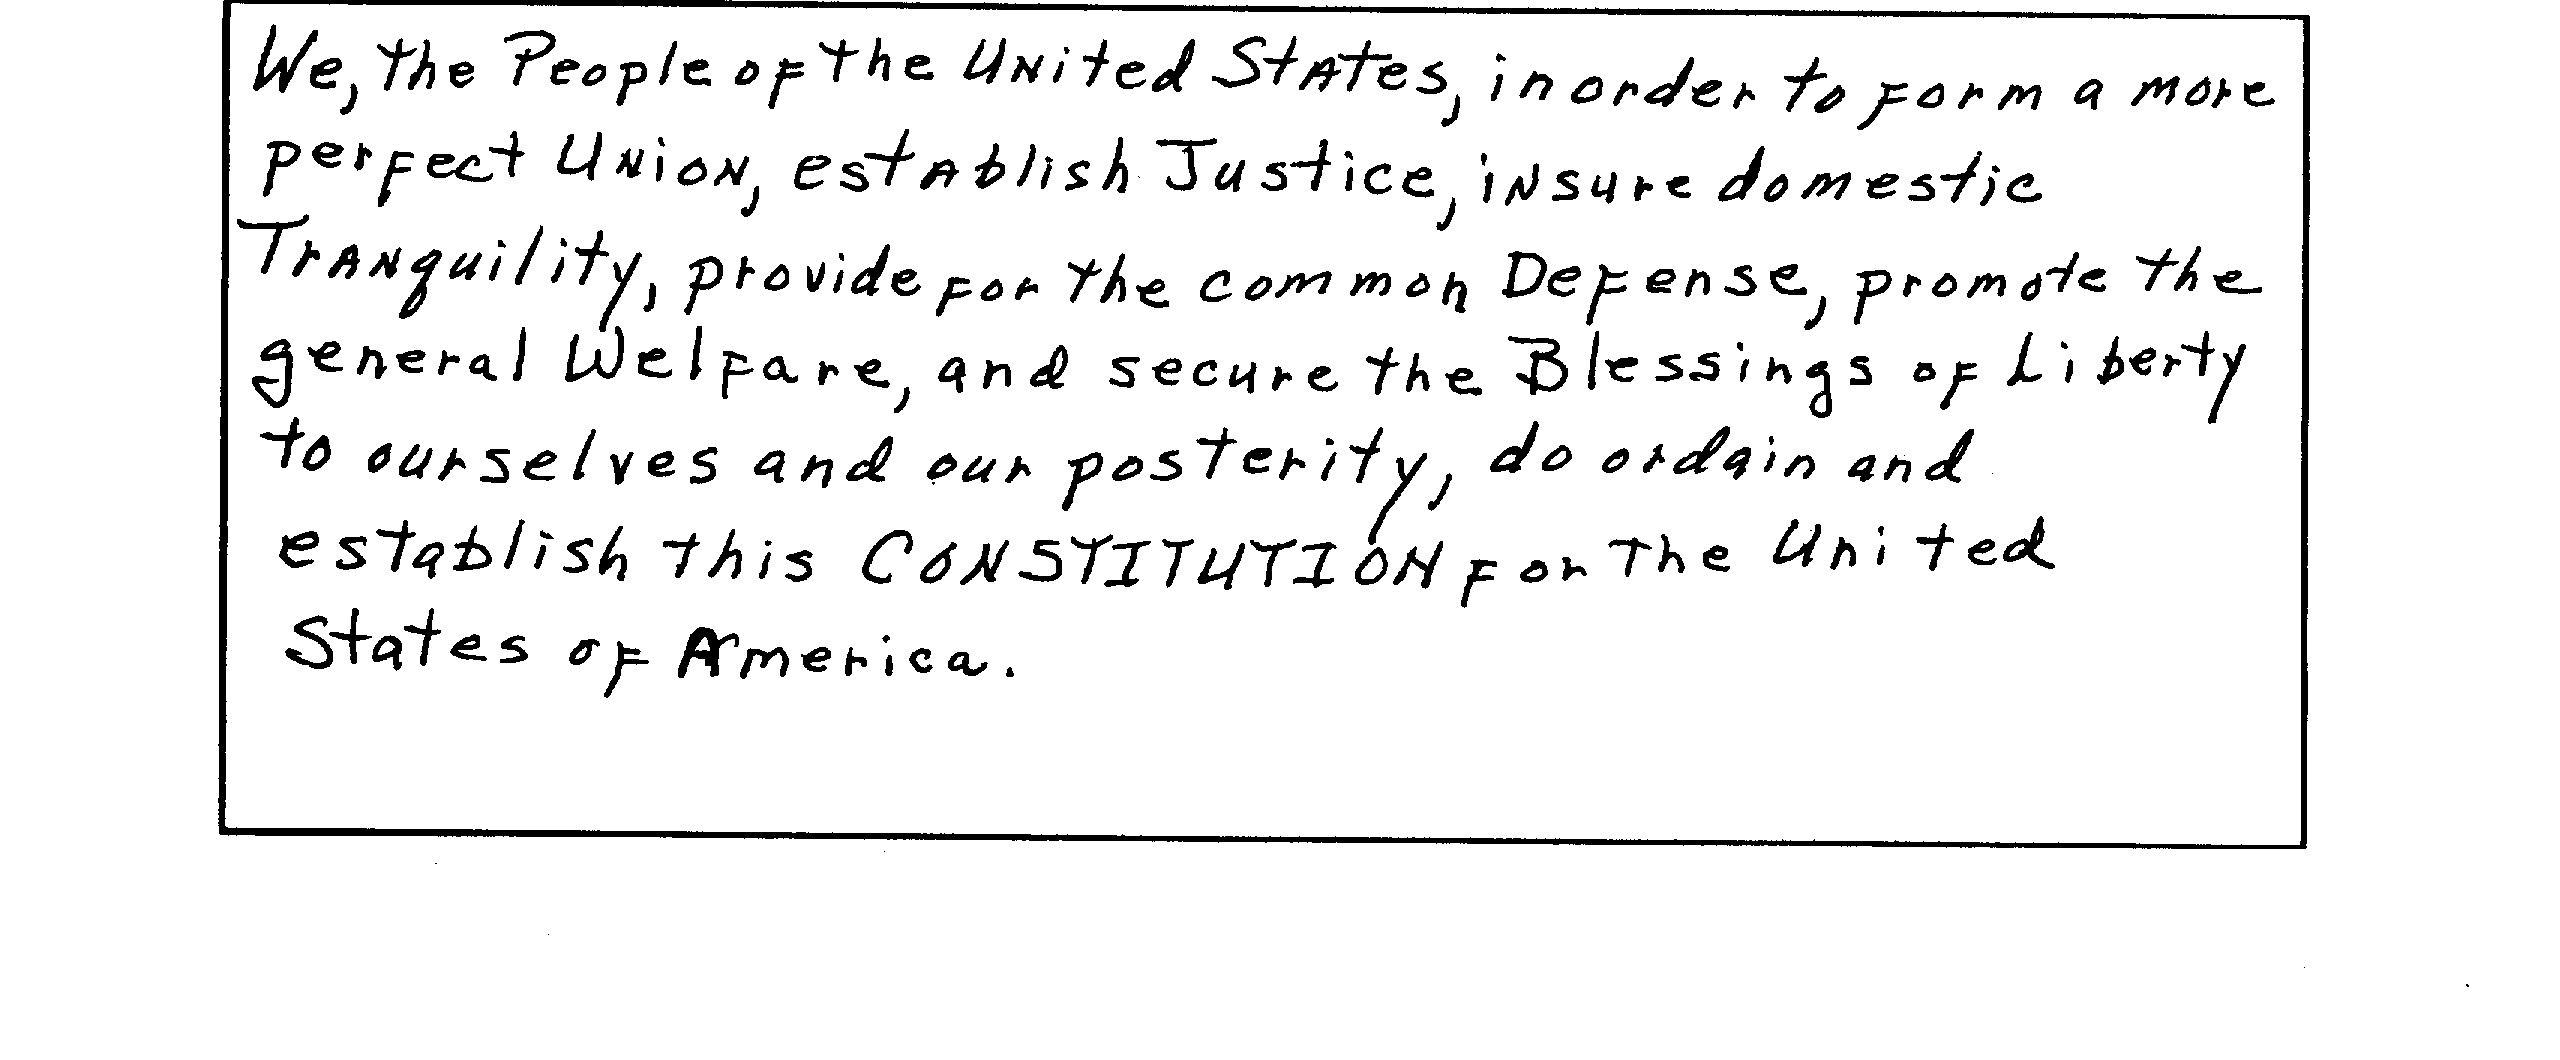 We, the People of the United States, in order to form a more
perfect Union, establish Justice, insure domestic
Tranquility, provide for the common Defense, promote the
general Welfare, and secure the Blessings of Liberty
to ourselves and our posterity, do ordain and
establish this CONSTITUTION for the United
States of America.